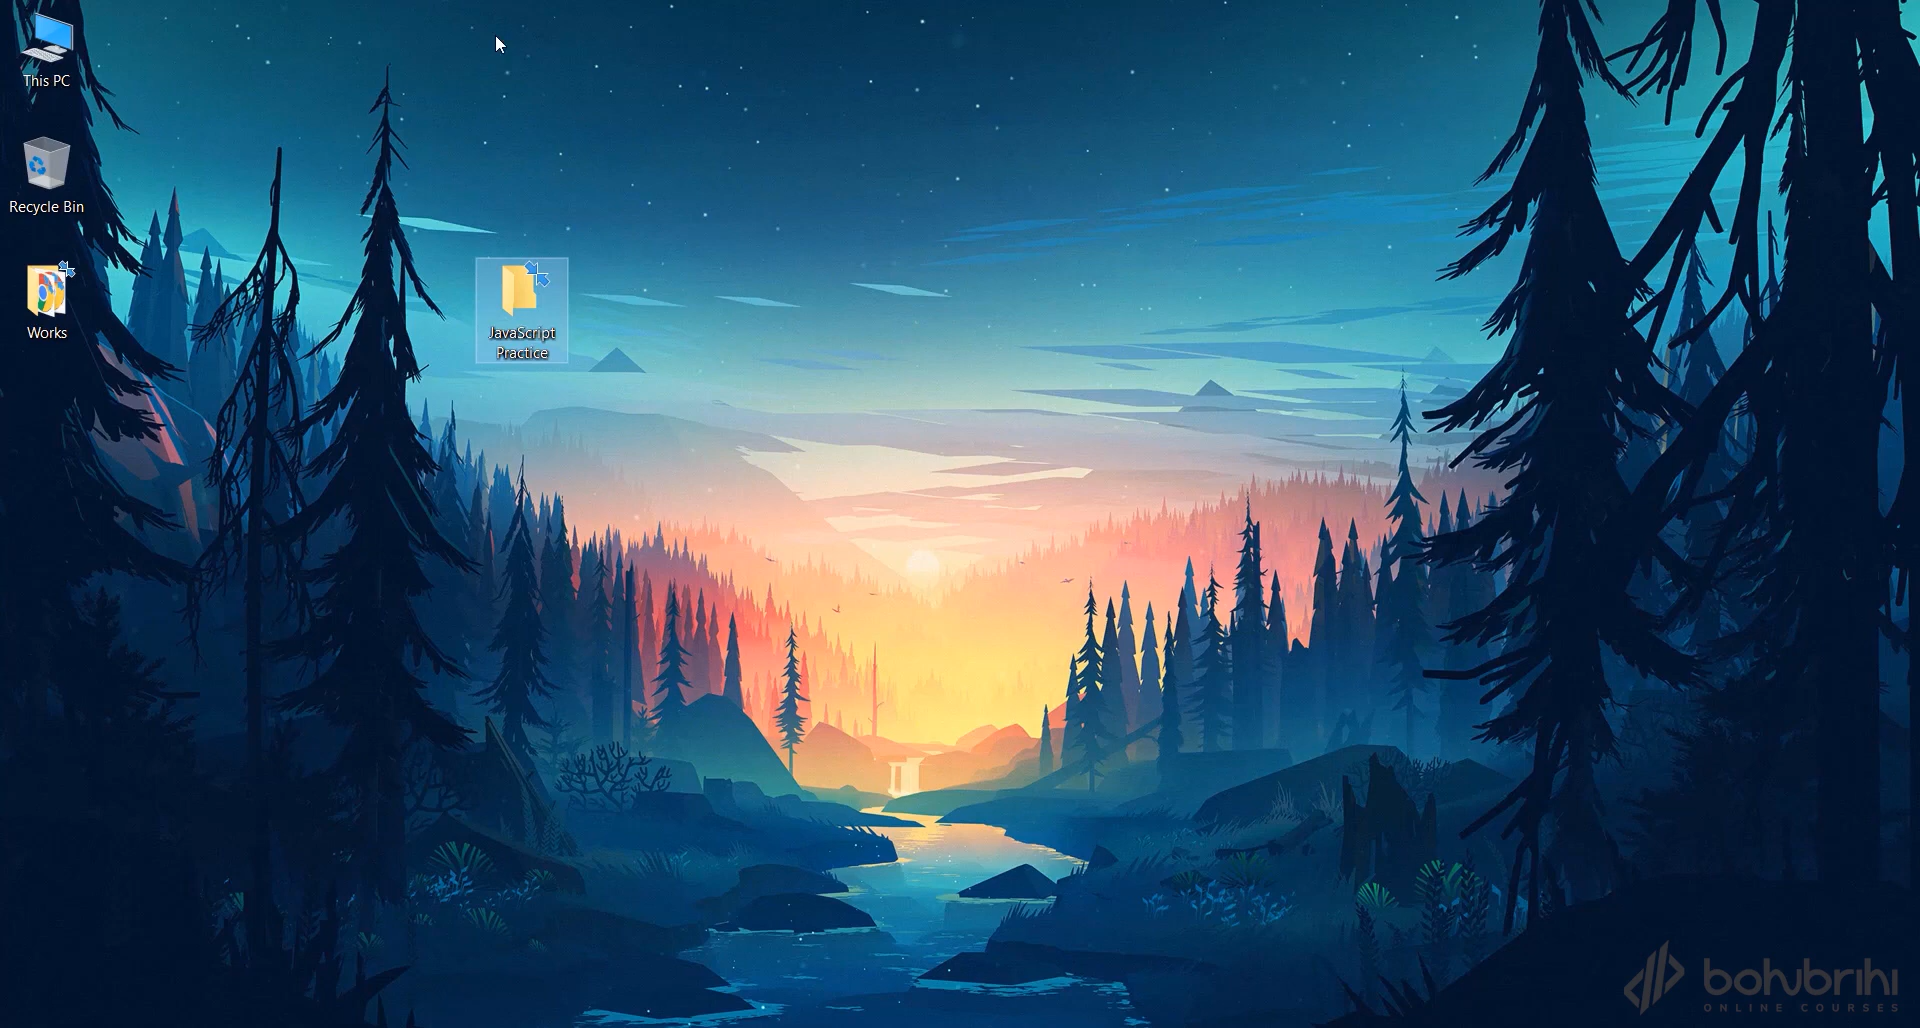 This PC
Recycle Bin
Works
JavaScript
Practice
bohubrihi
ONLINE COURSES